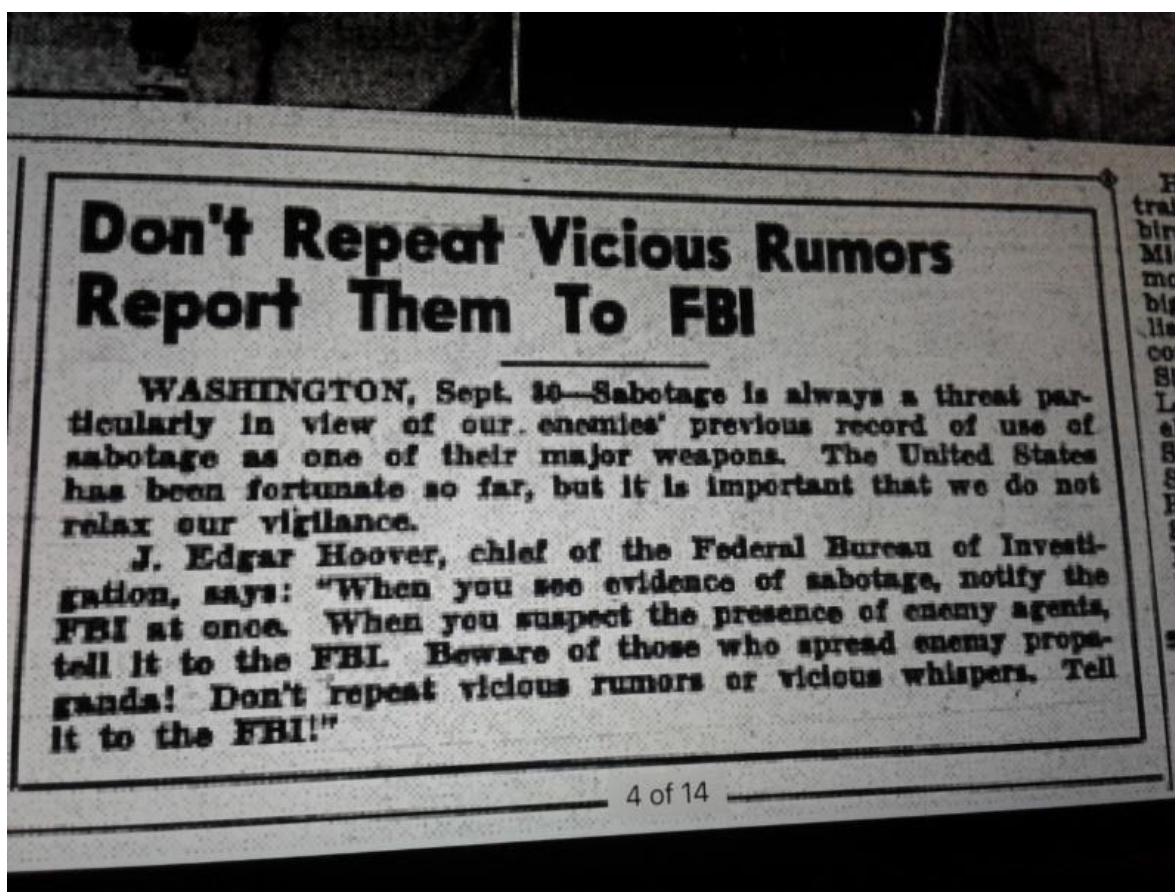 Don't Repeat Vicious Rumors
Report Them To FBI
WASHINGTON, Sept. 30—Sabotage is always a threat par-
ticularly in view of our enemies' previous record of use of
sabotage as one of their major weapons. The United States
has been fortunate so far, but it is important that we do not
relax our vigilance.
J. Edgar Hoover, chief of the Federal Bureau of Investi-
gation, says: "When you see evidence of sabotage, notify the
FBI at once. When you suspect the presence of enemy agents,
tell it to the FBI. Beware of those who spread enemy propa-
ganda! Don't repeat vicious rumors or vicious whispers. Tell
it to the FBI!"
4 of 14